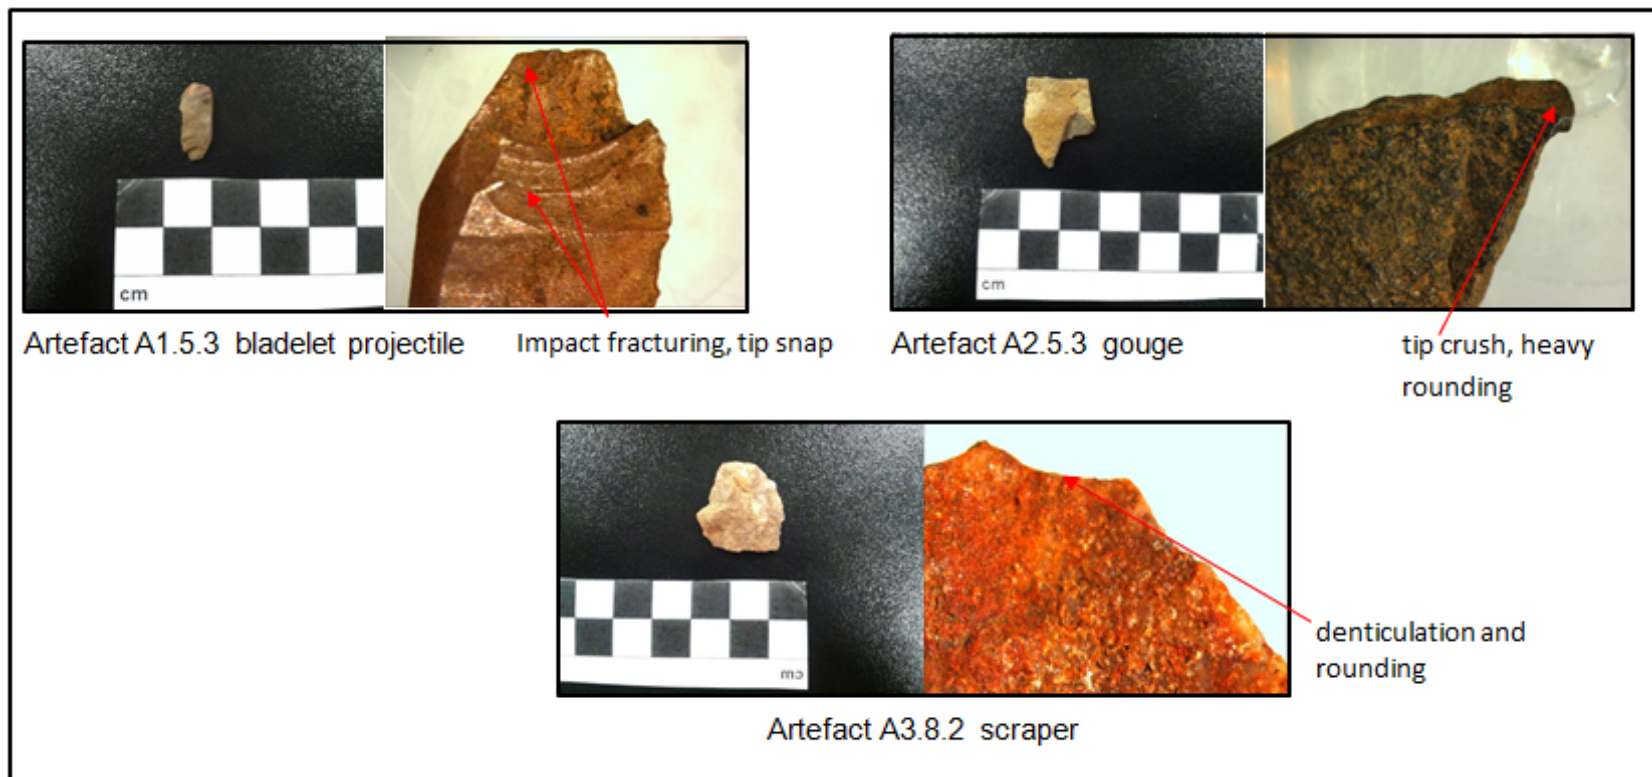 cm
Artefact A1.5.3 bladelet projectile
Impact fracturing, tip snap
cm
Artefact A2.5.3 gouge
tip crush, heavy
rounding
cm
denticulation and
rounding
Artefact A3.8.2 scraper